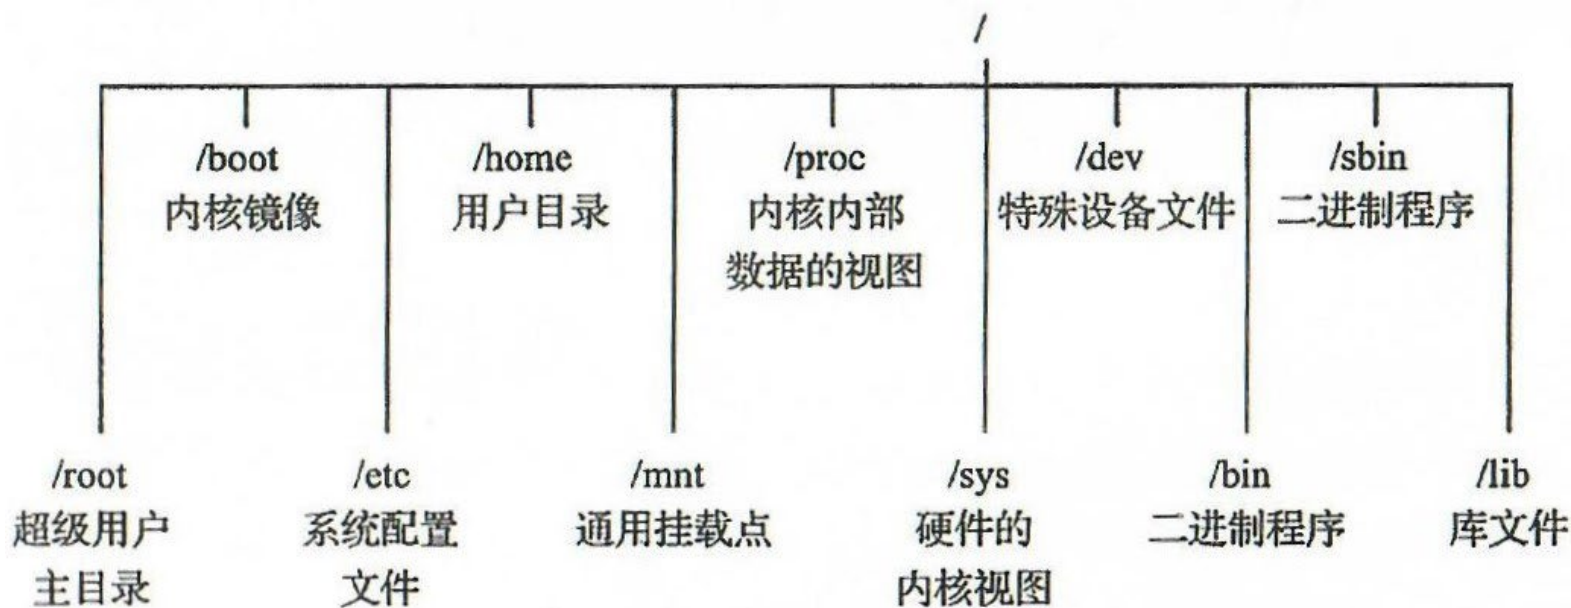 /
/boot
内核镜像
/home
用户目录
/proc
内核内部
数据的视图
/dev
特殊设备文件
/sbin
二进制程序
/root
超级用户
主目录
/etc
系统配置
文件
/mnt
通用挂载点
/sys
硬件的
内核视图
/bin
二进制程序
/lib
库文件